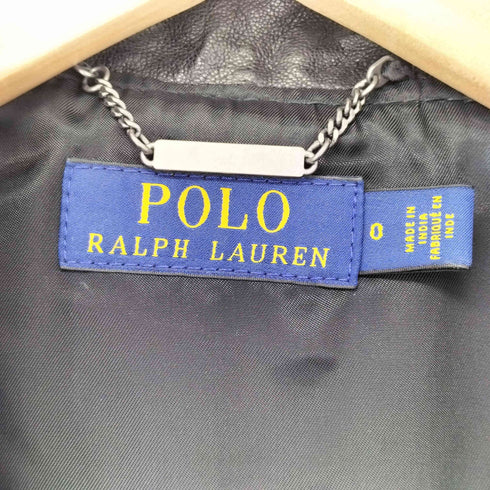 POLO
RALPH LAUREN
0
MADE IN
INDIA
FABRIQUÉ EN
INDE